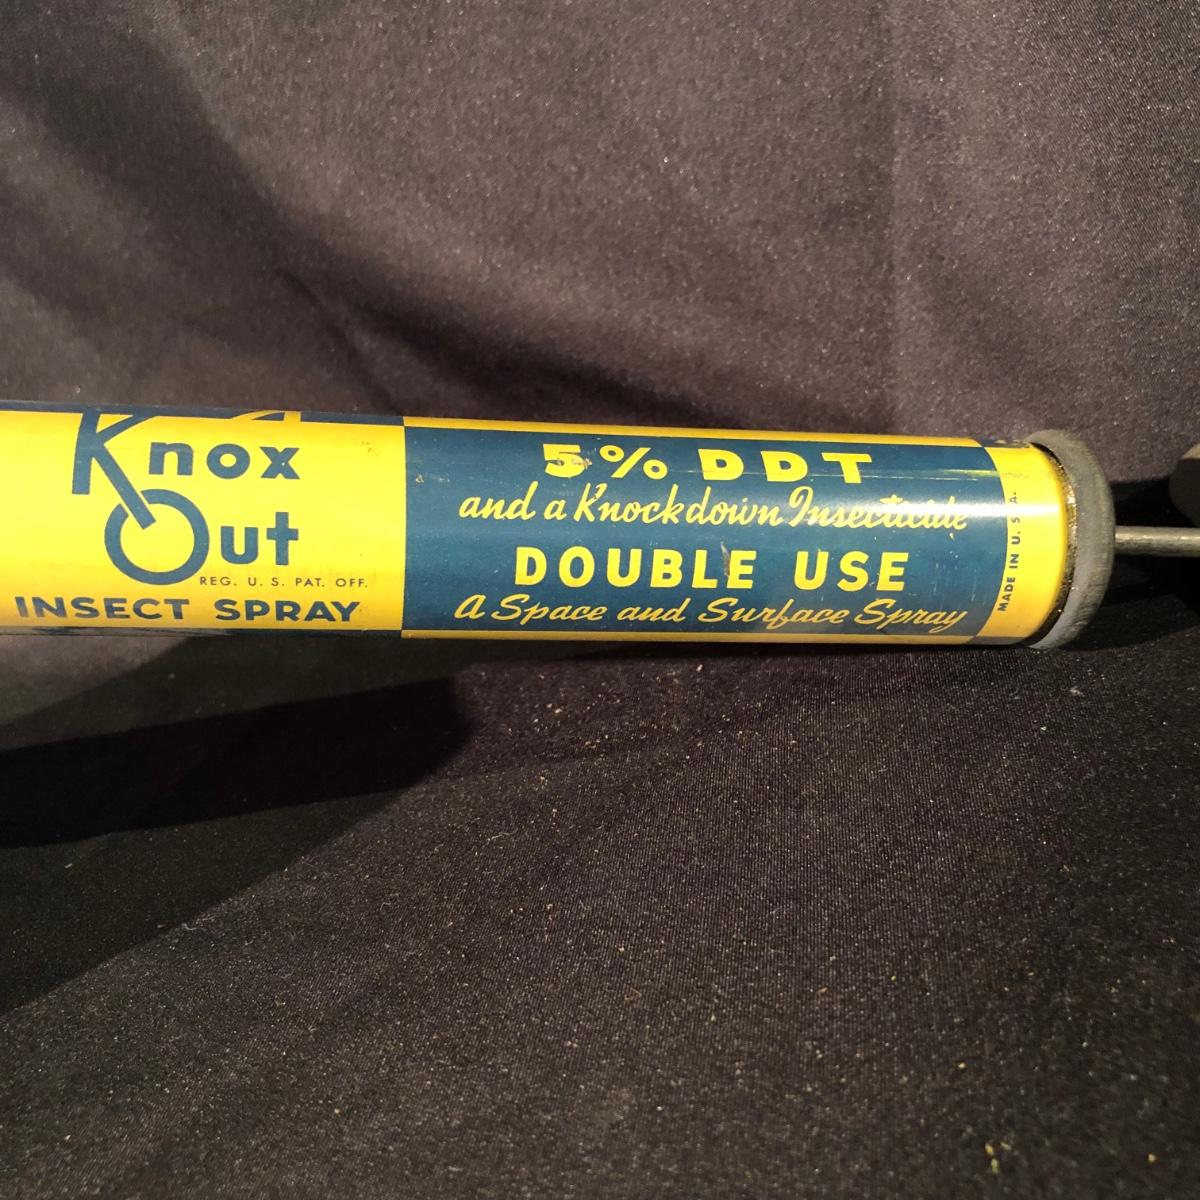 Knox
Out
REG. U. S. PAT. OFF.
INSECT SPRAY
5% DDT
and a Knockdown Insecticide
DOUBLE USE
A Space and Surface Spray
MADE IN U. S. A.